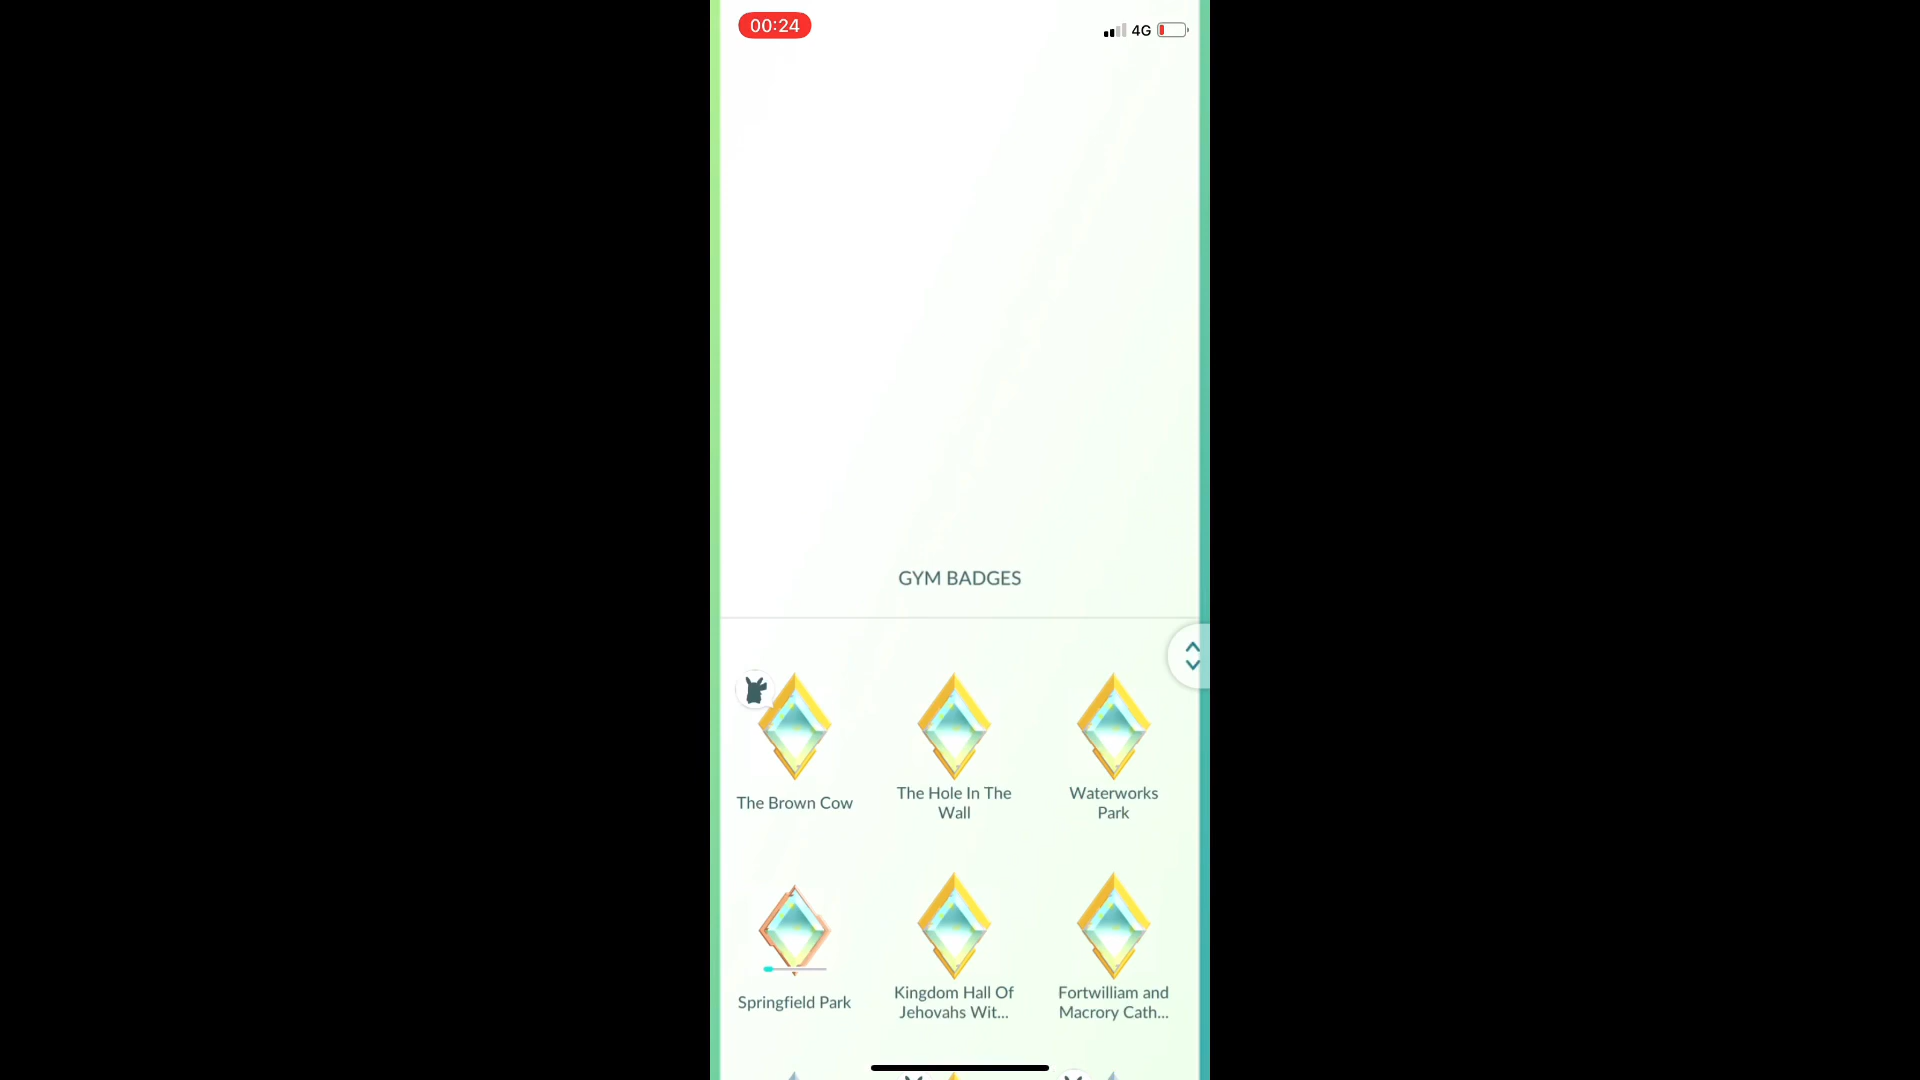 00:24
4G
GYM BADGES
The Brown Cow
The Hole In The
Wall
Waterworks
Park
Springfield Park
Kingdom Hall Of
Jehovahs Wit...
Fortwilliam and
Macrory Cath...